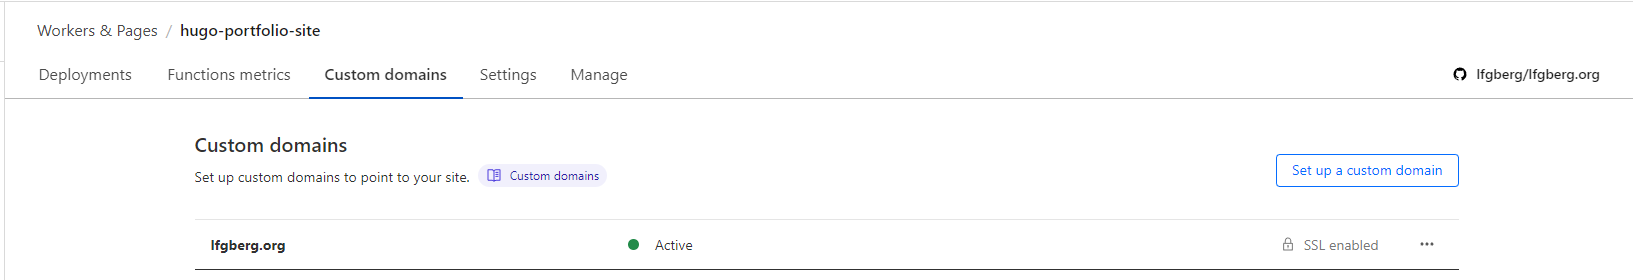 Workers & Pages / hugo-portfolio-site
Deployments Functions metrics Custom domains Settings Manage lfgberg/lfgberg.org
Custom domains
Set up custom domains to point to your site. Custom domains
Set up a custom domain
lfgberg.org Active SSL enabled